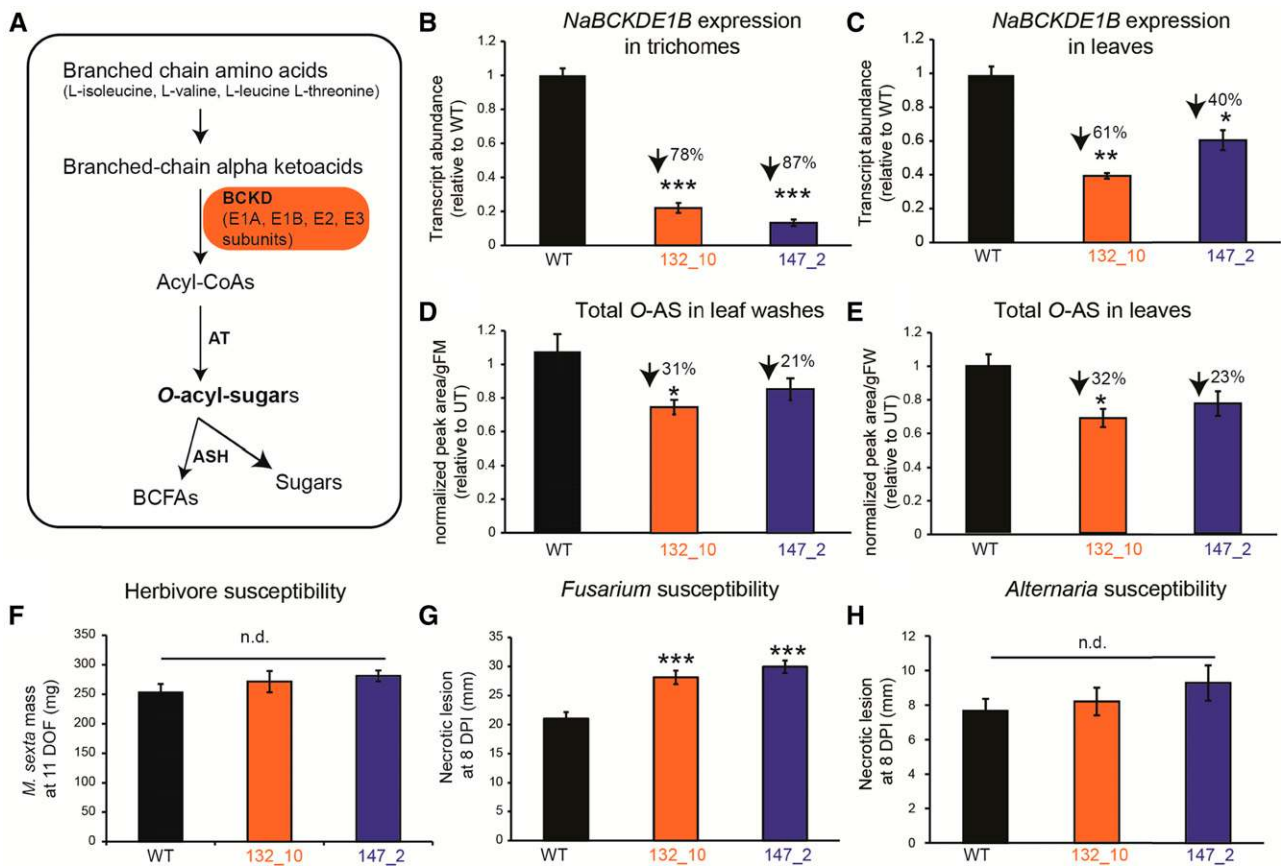 A
Branched chain amino acids
(L-isoleucine, L-valine, L-leucine L-threonine)
Branched-chain alpha ketoacids
BCKD
(E1A, E1B, E2, E3
subunits)
Acyl-CoAs
AT
O-acyl-sugars
ASH
BCFAs
Sugars
B
NaBCKDE1B expression
in trichomes
Transcript abundance
(relative to WT)
1.2
1
0.8
0.6
0.4
0.2
0
78%
***
87%
***
WT
132_10
147_2
C
NaBCKDE1B expression
in leaves
Transcript abundance
(relative to WT)
1.2
1
0.8
0.6
0.4
0.2
0
61%
**
40%
*
WT
132_10
147_2
D
Total O-AS in leaf washes
normalized peak area/gFM
(relative to UT)
1.2
1
0.8
0.6
0.4
0.2
0
31%
*
21%
WT
132_10
147_2
E
Total O-AS in leaves
normalized peak area/gFW
(relative to UT)
1.2
1
0.8
0.6
0.4
0.2
0
32%
*
23%
WT
132_10
147_2
F
Herbivore susceptibility
M. sexta mass
at 11 DOF (mg)
350
300
250
200
150
100
50
0
n.d.
WT
132_10
147_2
G
Fusarium susceptibility
Necrotic lesion
at 8 DPI (mm)
35
30
25
20
15
10
5
0
***
***
WT
132_10
147_2
H
Alternaria susceptibility
Necrotic lesion
at 8 DPI (mm)
12
10
8
6
4
2
0
n.d.
WT
132_10
147_2